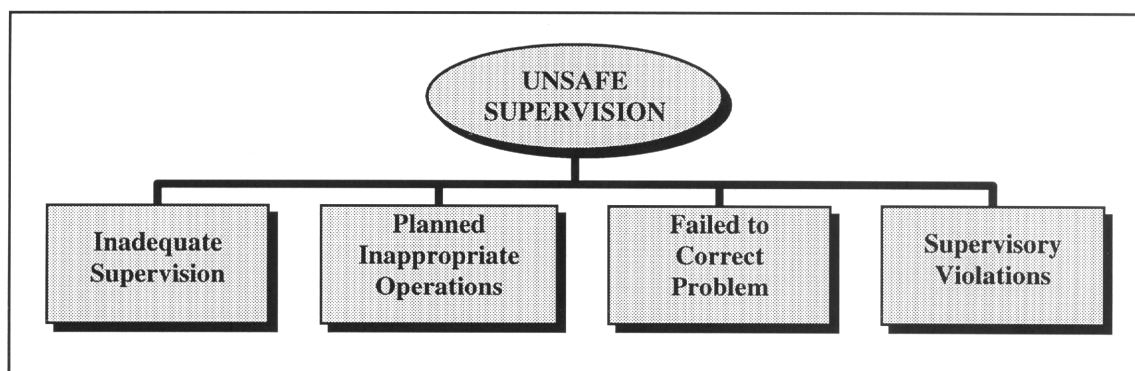 UNSAFE
SUPERVISION
Inadequate
Supervision
Planned
Inappropriate
Operations
Failed to
Correct
Problem
Supervisory
Violations